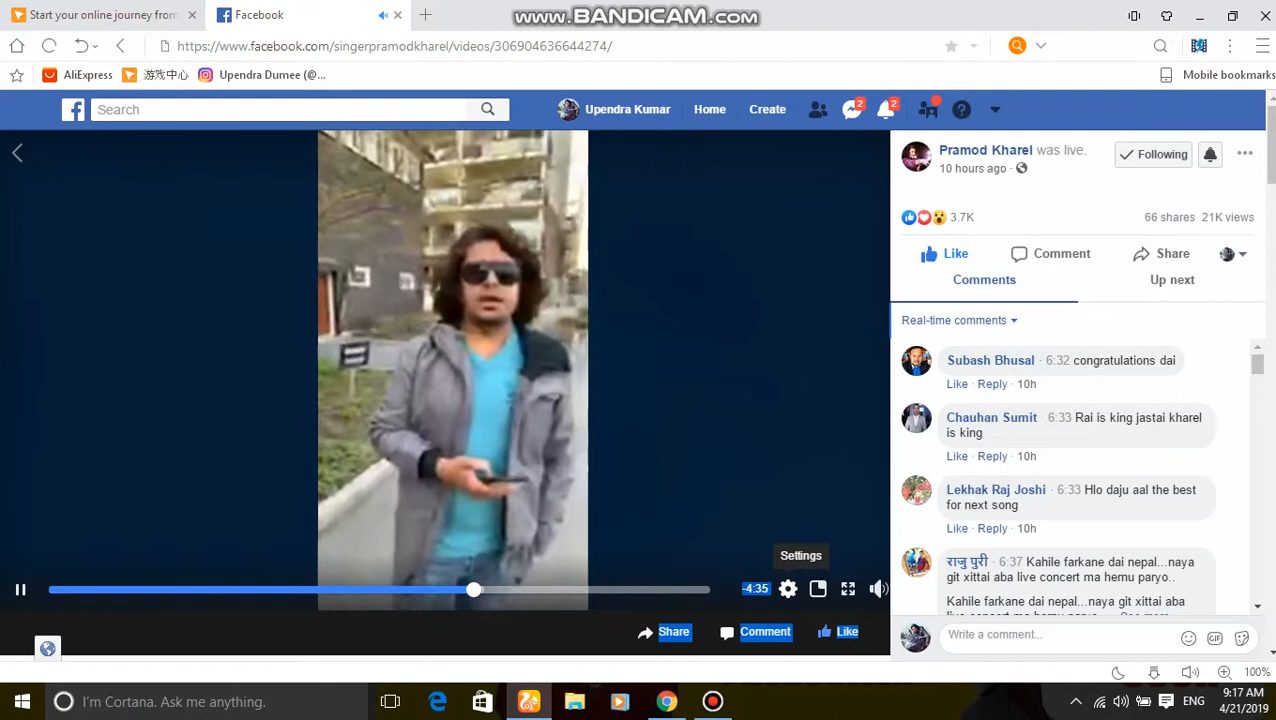 Start your online journey from
Facebook
www.BANDICAM.com
https://www.facebook.com/singerpramodkharel/videos/306904636644274/
AliExpress
游戏中心
Upendra Dumee (@...
Mobile bookmarks
Search
Upendra Kumar
Home
Create
2
2
Pramod Kharel was live.
10 hours ago
Following
3.7K
66 shares 21K views
Like
Comment
Share
Comments
Up next
Real-time comments
Subash Bhusal · 6:32 congratulations dai
Like · Reply · 10h
Chauhan Sumit · 6:33 Rai is king jastai kharel
is king
Like · Reply · 10h
Lekhak Raj Joshi · 6:33 Hlo daju aal the best
for next song
Like · Reply · 10h
राजु पुरी · 6:37 Kahile farkane dai nepal...naya
git xittai aba live concert ma hernu paryo..
Kahile farkane dai nepal...naya git xittai aba
Settings
-4:35
Share
Comment
Like
Write a comment...
GIF
100%
I'm Cortana. Ask me anything.
ENG
9:17 AM
4/21/2019